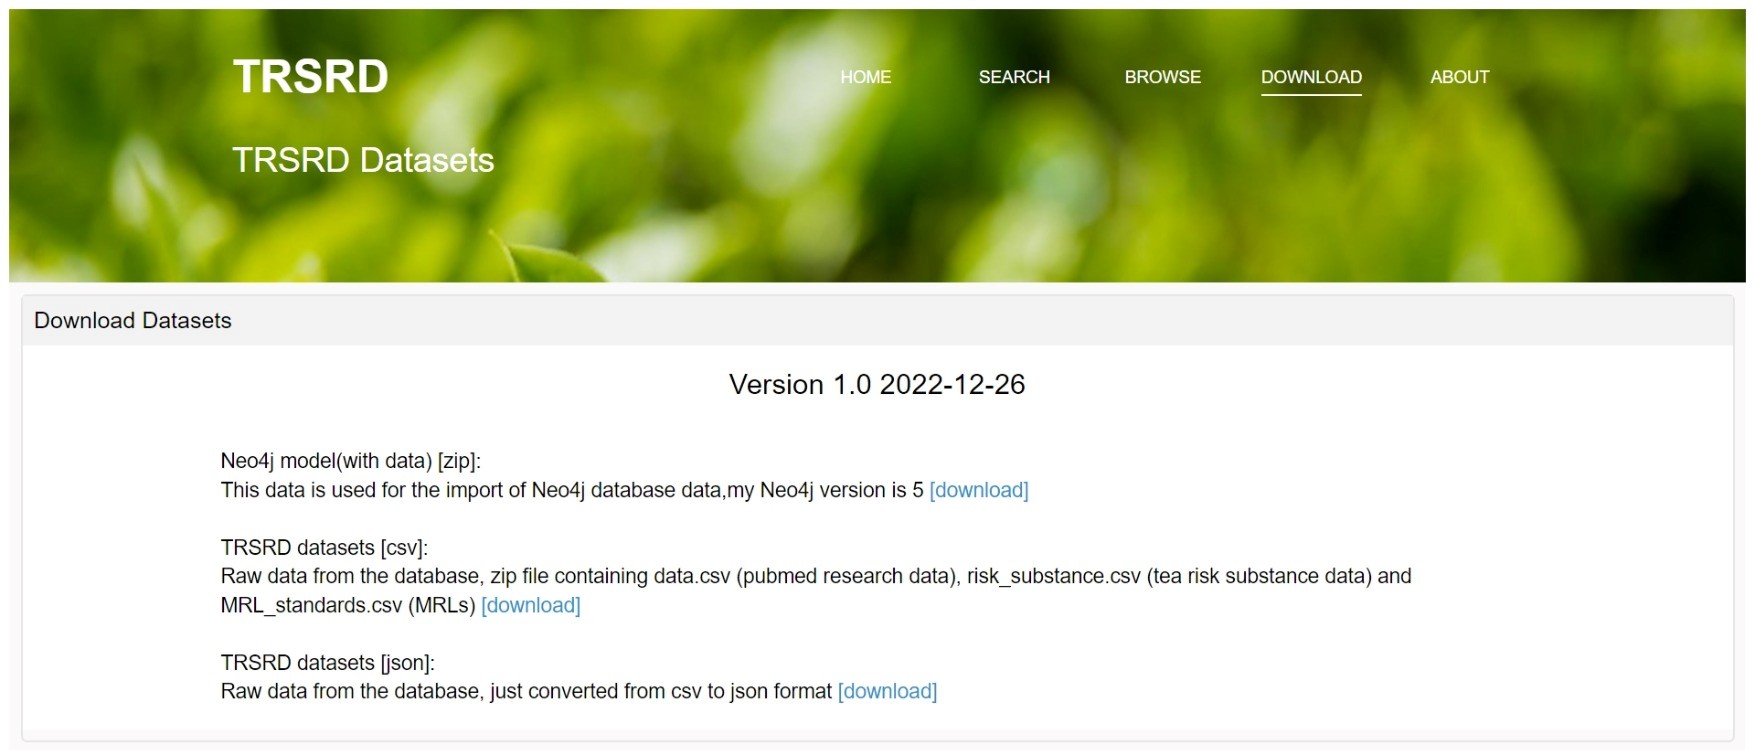 TRSRD
HOME SEARCH BROWSE DOWNLOAD ABOUT
TRSRD Datasets
Download Datasets
Version 1.0 2022-12-26
Neo4j model(with data) [zip]:
This data is used for the import of Neo4j database data,my Neo4j version is 5 [download]
TRSRD datasets [csv]:
Raw data from the database, zip file containing data.csv (pubmed research data), risk_substance.csv (tea risk substance data) and
MRL_standards.csv (MRLs) [download]
TRSRD datasets [json]:
Raw data from the database, just converted from csv to json format [download]